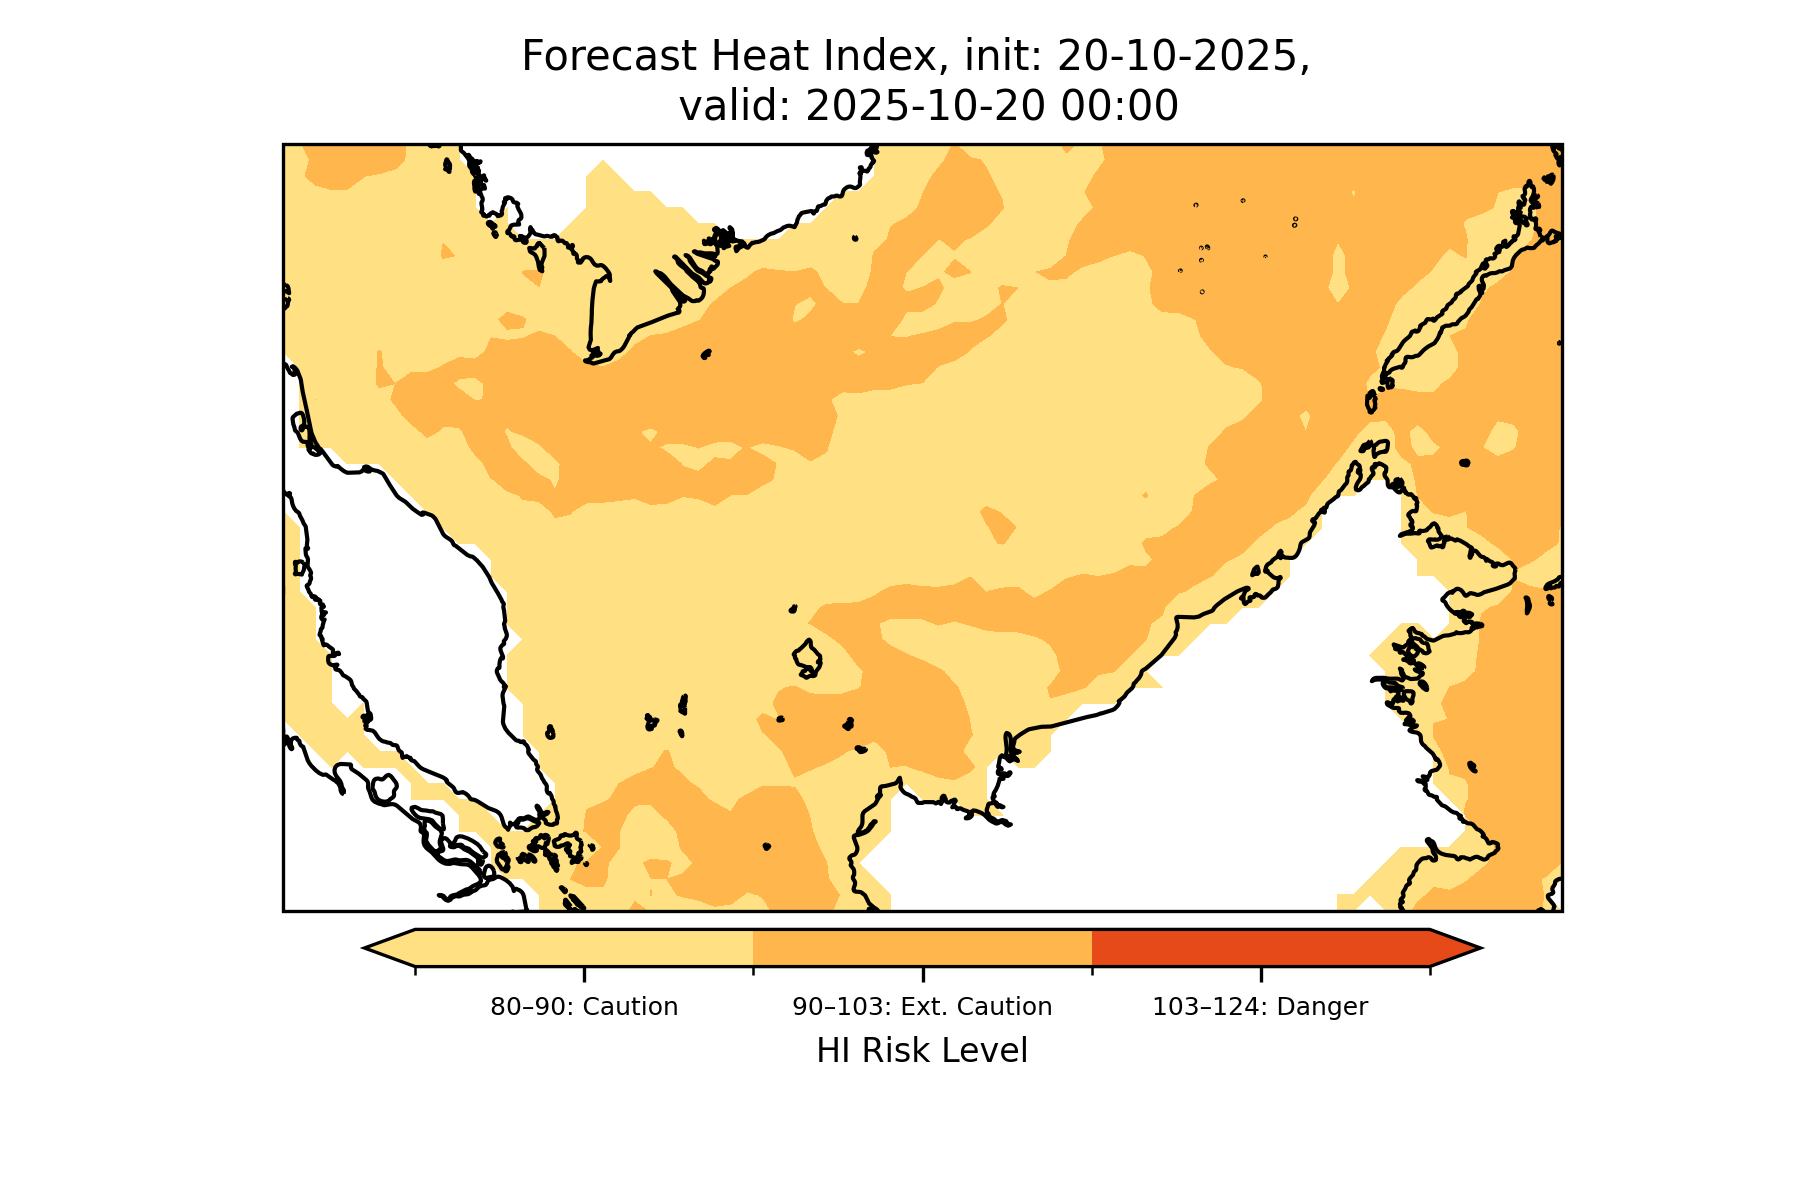 Forecast Heat Index, init: 20-10-2025,
valid: 2025-10-20 00:00
80–90: Caution
90–103: Ext. Caution
103–124: Danger
HI Risk Level